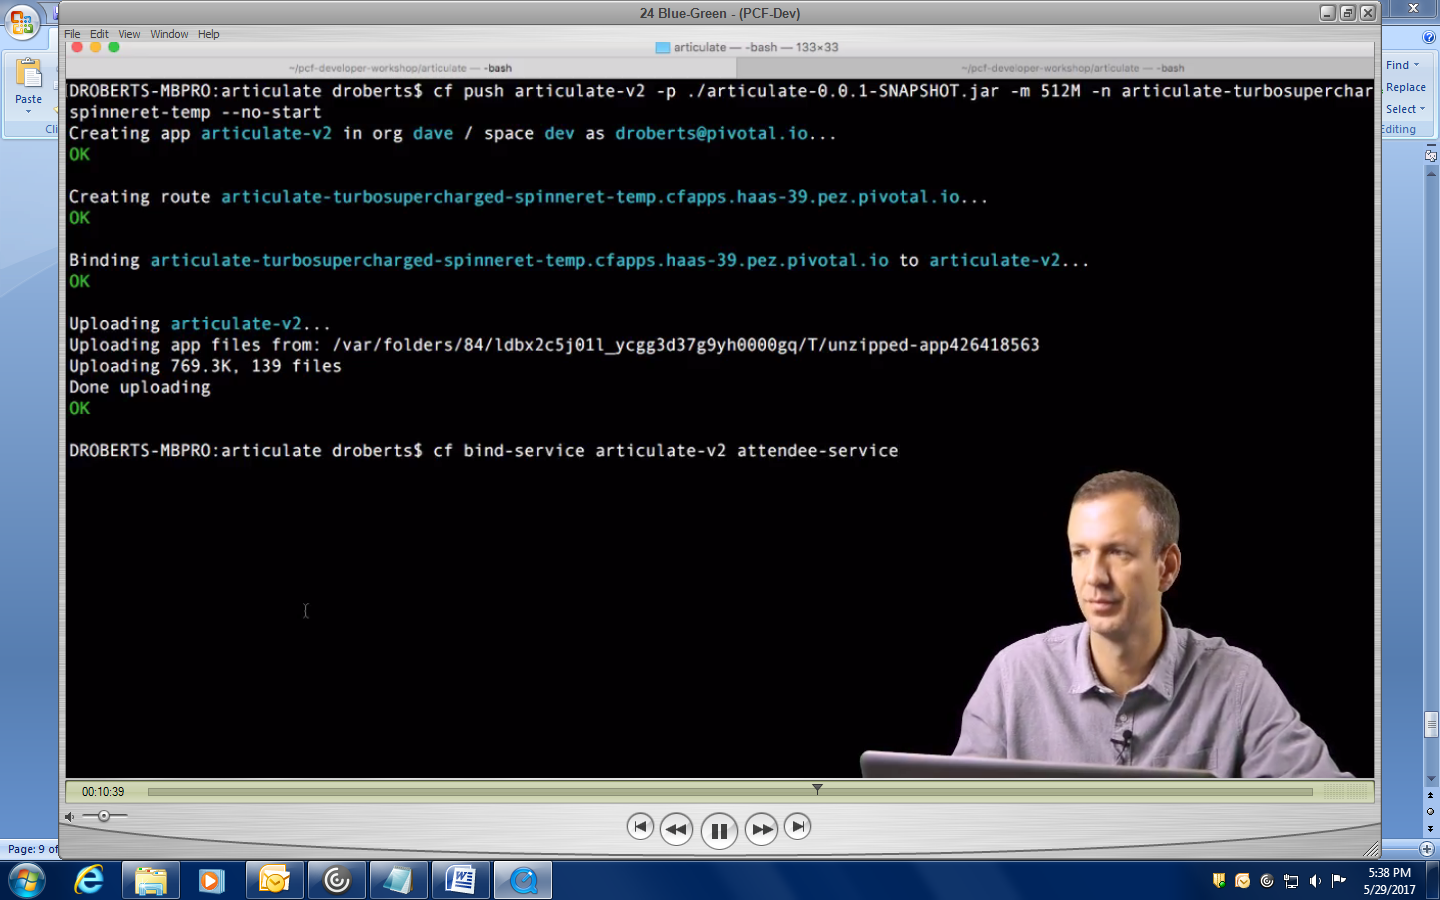 24 Blue-Green - (PCF-Dev)
File Edit View Window Help
articulate — -bash — 133×33
~/pcf-developer-workshop/articulate — -bash
~/pcf-developer-workshop/articulate — -bash
DROBERTS-MBPRO:articulate droberts$ cf push articulate-v2 -p ./articulate-0.0.1-SNAPSHOT.jar -m 512M -n articulate-turbosuperchar
spinneret-temp --no-start
Creating app articulate-v2 in org dave / space dev as droberts@pivotal.io...
OK
Creating route articulate-turbosupercharged-spinneret-temp.cfapps.haas-39.pez.pivotal.io...
OK
Binding articulate-turbosupercharged-spinneret-temp.cfapps.haas-39.pez.pivotal.io to articulate-v2...
OK
Uploading articulate-v2...
Uploading app files from: /var/folders/84/ldbx2c5j01l_ycgg3d37g9yh0000gq/T/unzipped-app426418563
Uploading 769.3K, 139 files
Done uploading
OK
DROBERTS-MBPRO:articulate droberts$ cf bind-service articulate-v2 attendee-service
00:10:39
Paste
Find
Replace
Select
Editing
Page: 9 of
5:38 PM
5/29/2017